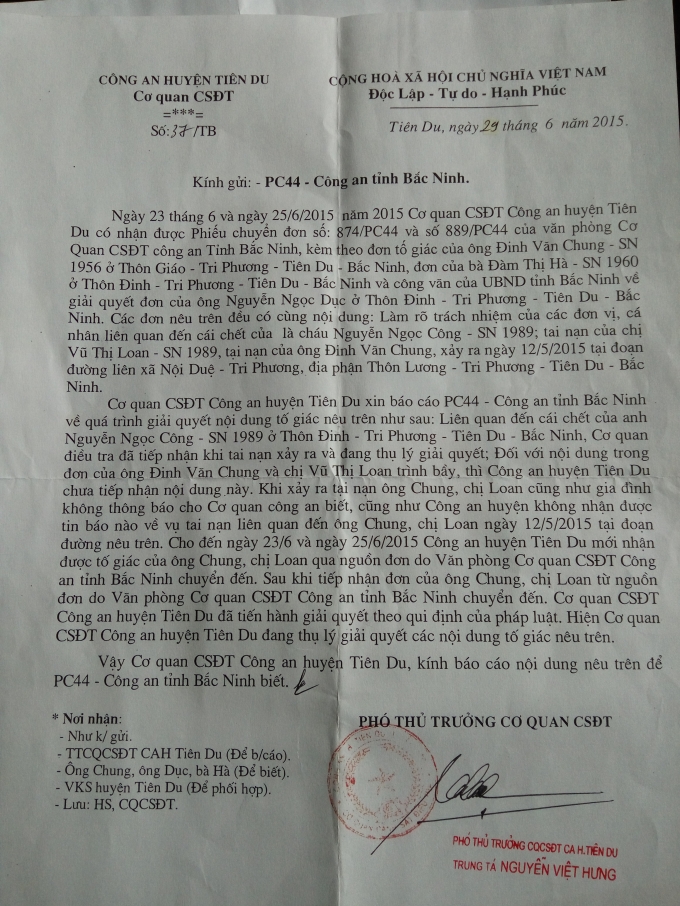 CÔNG AN HUYỆN TIÊN DU
Cơ quan CSĐT
=***=
Số:37/TB
CỘNG HOÀ XÃ HỘI CHỦ NGHĨA VIỆT NAM
Độc Lập - Tự do - Hạnh Phúc
Tiên Du, ngày 29 tháng 6 năm 2015.
Kính gửi: - PC44 - Công an tỉnh Bắc Ninh.
Ngày 23 tháng 6 và ngày 25/6/2015 năm 2015 Cơ quan CSĐT Công an huyện Tiên
Du có nhận được Phiếu chuyển đơn số: 874/PC44 và số 889/PC44 của văn phòng Cơ
Quan CSĐT công an Tỉnh Bắc Ninh, kèm theo đơn tố giác của ông Đinh Văn Chung - SN
1956 ở Thôn Giáo - Tri Phương - Tiên Du - Bắc Ninh, đơn của bà Đàm Thị Hà - SN 1960
ở Thôn Đinh - Tri Phương - Tiên Du - Bắc Ninh và công văn của UBND tỉnh Bắc Ninh về
giải quyết đơn của ông Nguyễn Ngọc Dục ở Thôn Đinh - Tri Phương - Tiên Du - Bắc
Ninh. Các đơn nêu trên đều có cùng nội dung: Làm rõ trách nhiệm của các đơn vị, cá
nhân liên quan đến cái chết của là cháu Nguyễn Ngọc Công - SN 1989; tai nạn của chị
Vũ Thị Loan - SN 1989, tại nạn của ông Đinh Văn Chung, xảy ra ngày 12/5/2015 tại đoạn
đường liên xã Nội Duệ - Tri Phương, địa phận Thôn Lương - Tri Phương - Tiên Du - Bắc
Ninh.
Cơ quan CSĐT Công an huyện Tiên Du xin báo cáo PC44 - Công an tỉnh Bắc Ninh
về quá trình giải quyết nội dung tố giác nêu trên như sau: Liên quan đến cái chết của anh
Nguyễn Ngọc Công - SN 1989 ở Thôn Đinh - Tri Phương - Tiên Du - Bắc Ninh, Cơ quan
điều tra đã tiếp nhận khi tai nạn xảy ra và đang thụ lý giải quyết; Đối với nội dung trong
đơn của ông Đinh Văn Chung và chị Vũ Thị Loan trình bầy, thì Công an huyện Tiên Du
chưa tiếp nhận nội dung này. Khi xảy ra tại nạn ông Chung, chị Loan cũng như gia đình
không thông báo cho Cơ quan công an biết, cũng như Công an huyện không nhận được
tin báo nào về vụ tai nạn liên quan đến ông Chung, chị Loan ngày 12/5/2015 tại đoạn
đường nêu trên. Cho đến ngày 23/6 và ngày 25/6/2015 Công an huyện Tiên Du mới nhận
được tố giác của ông Chung, chị Loan qua nguồn đơn do Văn phòng Cơ quan CSĐT Công
an tỉnh Bắc Ninh chuyển đến. Sau khi tiếp nhận đơn của ông Chung, chị Loan từ nguồn
đơn do Văn phòng Cơ quan CSĐT Công an tỉnh Bắc Ninh chuyển đến. Cơ quan CSĐT
Công an huyện Tiên Du đã tiến hành giải quyết theo qui định của pháp luật. Hiện Cơ quan
CSĐT Công an huyện Tiên Du đang thụ lý giải quyết các nội dung tố giác nêu trên.
Vậy Cơ quan CSĐT Công an huyện Tiên Du, kính báo cáo nội dung nêu trên để
PC44 - Công an tỉnh Bắc Ninh biết.
* Nơi nhận:
- Như k/ gửi.
- TTCQCSĐT CAH Tiên Du (Để b/cáo).
- Ông Chung, ông Dục, bà Hà (Để biết).
- VKS huyện Tiên Du (Để phối hợp).
- Lưu: HS, CQCSĐT.
PHÓ THỦ TRƯỞNG CƠ QUAN CSĐT
PHÓ THỦ TRƯỞNG CQCSĐT CA H.TIÊN DU
TRUNG TÁ NGUYỄN VIỆT HƯNG